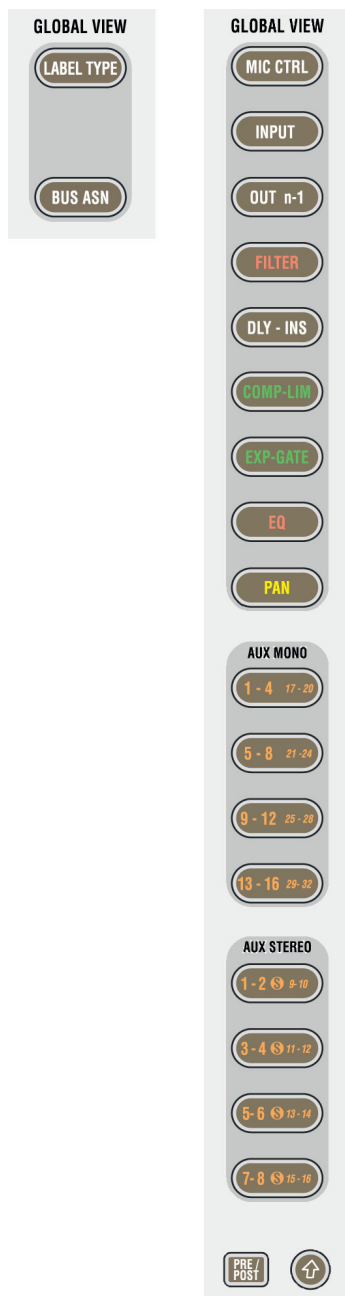 GLOBAL VIEW
LABEL TYPE
BUS ASN
GLOBAL VIEW
MIC CTRL
INPUT
OUT n-1
FILTER
DLY - INS
COMP-LIM
EXP-GATE
EQ
PAN
AUX MONO
1 - 4 17 - 20
5 - 8 21 -24
9 - 12 25 - 28
13 - 16 29- 32
AUX STEREO
1 - 2 S 9- 10
3 - 4 S 11 - 12
5- 6 S 13 - 14
7- 8 S 15 - 16
PRE /
POST